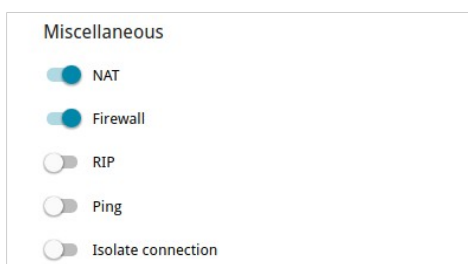 Miscellaneous
NAT
Firewall
RIP
Ping
Isolate connection